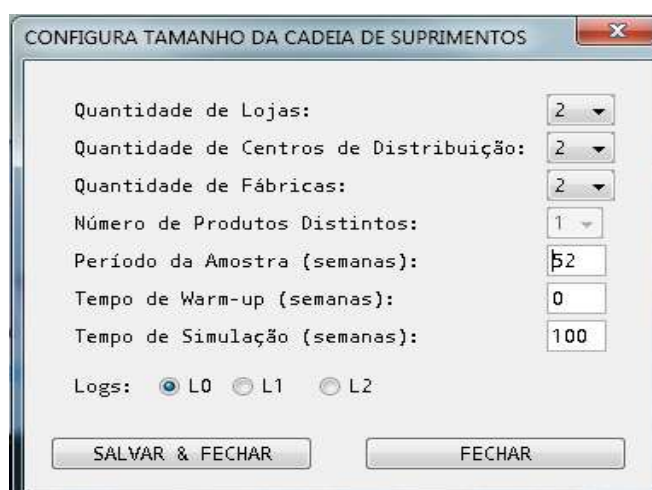 CONFIGURA TAMANHO DA CADEIA DE SUPRIMENTOS
Quantidade de Lojas: 2
Quantidade de Centros de Distribuição: 2
Quantidade de Fábricas: 2
Número de Produtos Distintos: 1
Período da Amostra (semanas): 52
Tempo de Warm-up (semanas): 0
Tempo de Simulação (semanas): 100
Logs: L0 L1 L2
SALVAR & FECHAR FECHAR